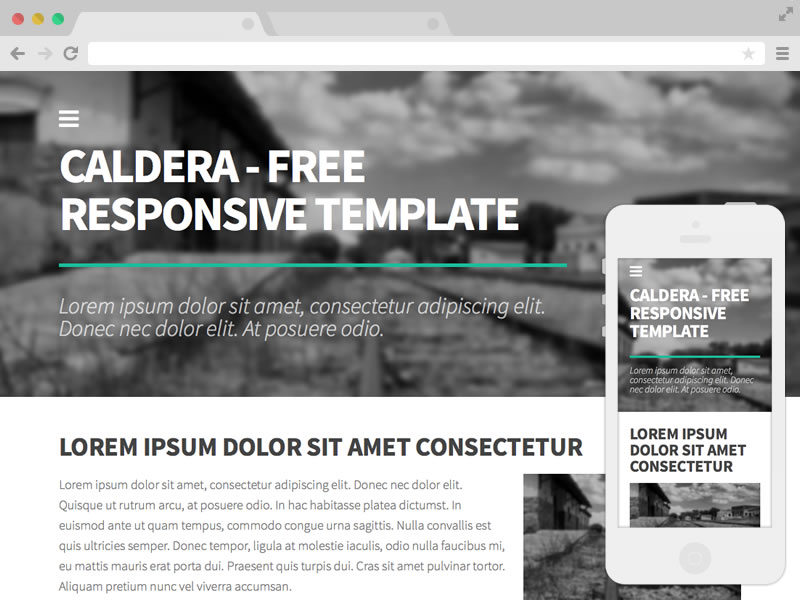 CALDERA - FREE
RESPONSIVE TEMPLATE
Lorem ipsum dolor sit amet, consectetur adipiscing elit.
Donec nec dolor elit. At posuere odio.
LOREM IPSUM DOLOR SIT AMET CONSECTETUR
Lorem ipsum dolor sit amet, consectetur adipiscing elit. Donec nec dolor elit.
Quisque ut rutrum arcu, at posuere odio. In hac habitasse platea dictumst. In
euismod ante ut quam tempus, commodo congue urna sagittis. Nulla convallis est
quis ultricies semper. Donec tempor, ligula at molestie iaculis, odio nulla faucibus mi,
eu mattis mauris erat porta dui. Praesent quis turpis dui. Cras sit amet pulvinar tortor.
Aliquam pretium nunc vel viverra accumsan.
CALDERA - FREE
RESPONSIVE
TEMPLATE
Lorem ipsum dolor sit amet,
consectetur adipiscing elit. Donec
nec dolor elit. At posuere odio.
LOREM IPSUM
DOLOR SIT AMET
CONSECTETUR